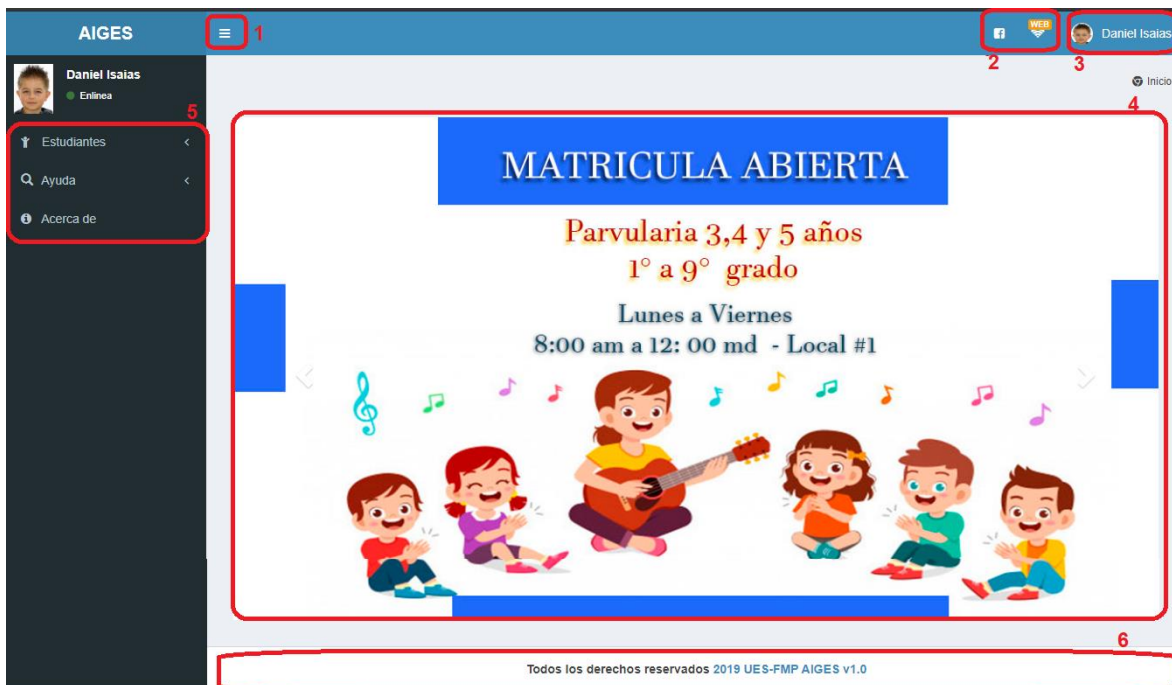 AIGES
1
WEB
2
Daniel Isaias
3
Daniel Isaias
Enlinea
Inicio
4
5
Estudiantes
Ayuda
Acerca de
MATRICULA ABIERTA
Parvularia 3,4 y 5 años
1° a 9° grado
Lunes a Viernes
8:00 am a 12: 00 md - Local #1
6
Todos los derechos reservados 2019 UES-FMP AIGES v1.0